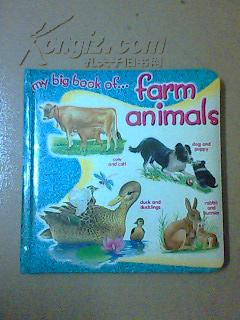 Kongfz.com
孔夫子旧书网
my big book of...
farm
animals
dog and
puppy
cow
and calf
duck and
ducklings
rabbit
and
bunnies